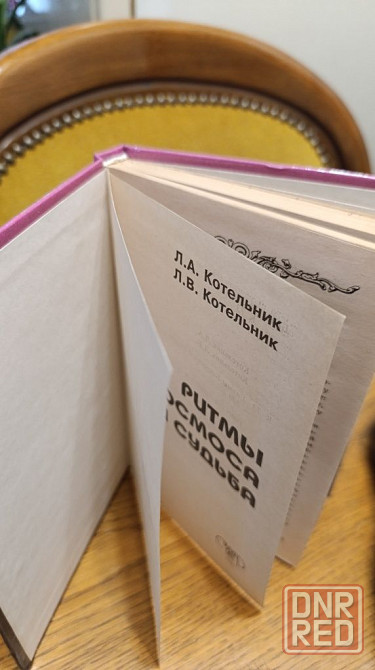 Л.А. Котельник
Л.В. Котельник
РИТМЫ
ОСМОСА
СУДЬБА
DNR
RED